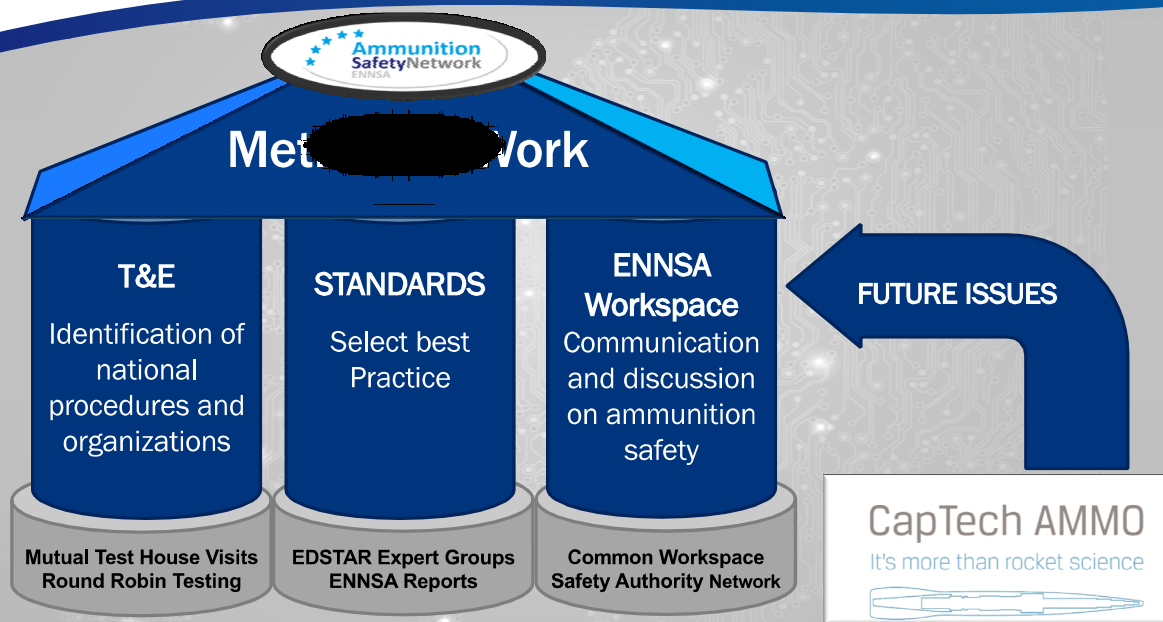 Ammunition
SafetyNetwork
ENNSA
T&E
Identification of
national
procedures and
organizations
Mutual Test House Visits
Round Robin Testing
STANDARDS
Select best
Practice
EDSTAR Expert Groups
ENNSA Reports
ENNSA
Workspace
Communication
and discussion
on ammunition
safety
Common Workspace
Safety Authority Network
FUTURE ISSUES
CapTech AMMO
It's more than rocket science